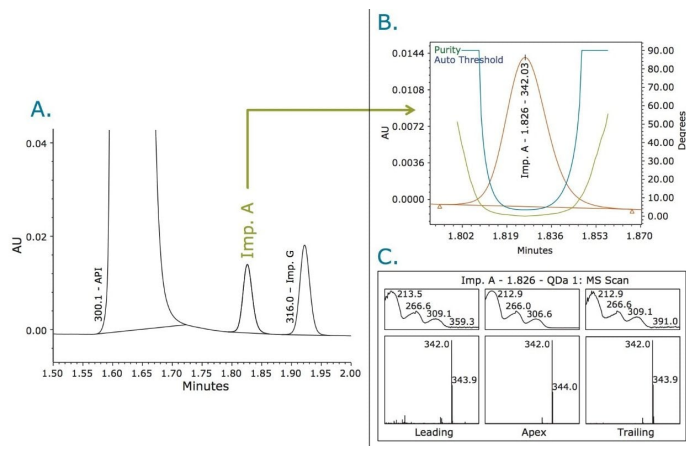 A.
0.04
0.02
0.00
AU
300.1 - API
Imp. A
316.0 - Imp. G
1.50 1.55 1.60 1.65 1.70 1.75 1.80 1.85 1.90 1.95 2.00
Minutes
B.
Purity
Auto Threshold
0.0144
0.0108
0.0072
0.0036
0.0000
AU
Imp. A - 1.826 - 342.03
90.00
80.00
70.00
60.00
50.00
40.00
30.00
20.00
10.00
0.00
Degrees
1.802 1.819 1.836 1.853 1.870
Minutes
C.
Imp. A - 1.826 - QDa 1: MS Scan
213.5
266.6
309.1
359.3
212.9
266.0
306.6
212.9
266.6
309.1
391.0
342.0
343.9
342.0
344.0
342.0
343.9
Leading Apex Trailing